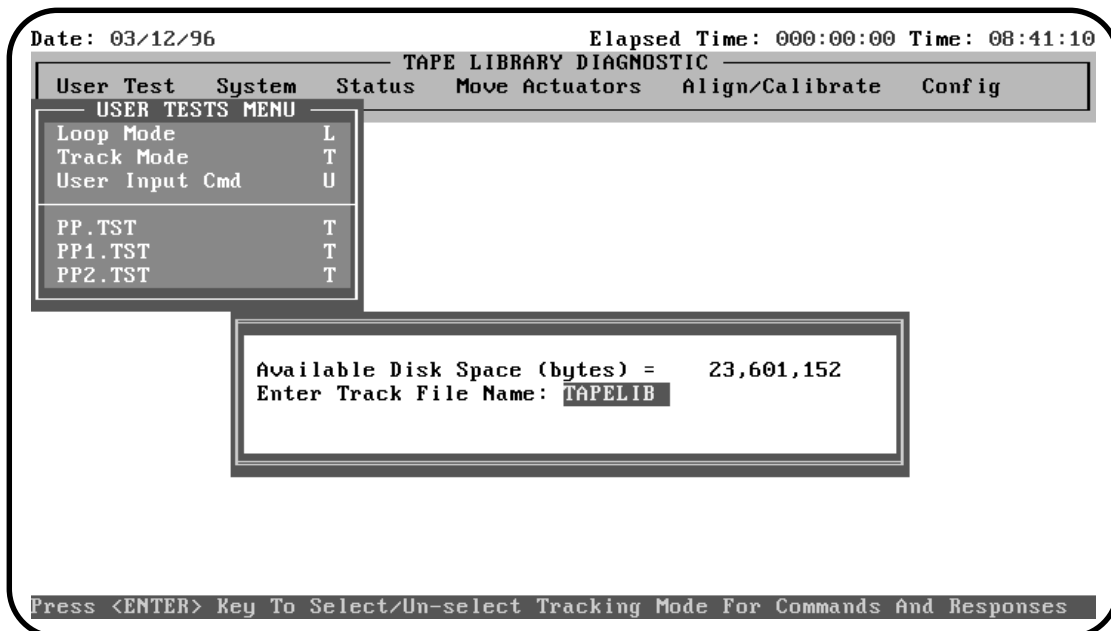 Date: 03/12/96 Elapsed Time: 000:00:00 Time: 08:41:10
TAPE LIBRARY DIAGNOSTIC
User Test System Status Move Actuators Align/Calibrate Config
USER TESTS MENU
Loop Mode L
Track Mode T
User Input Cmd U
PP.TST T
PP1.TST T
PP2.TST T
Available Disk Space (bytes) = 23,601,152
Enter Track File Name: TAPELIB
Press <ENTER> Key To Select/Un-select Tracking Mode For Commands And Responses